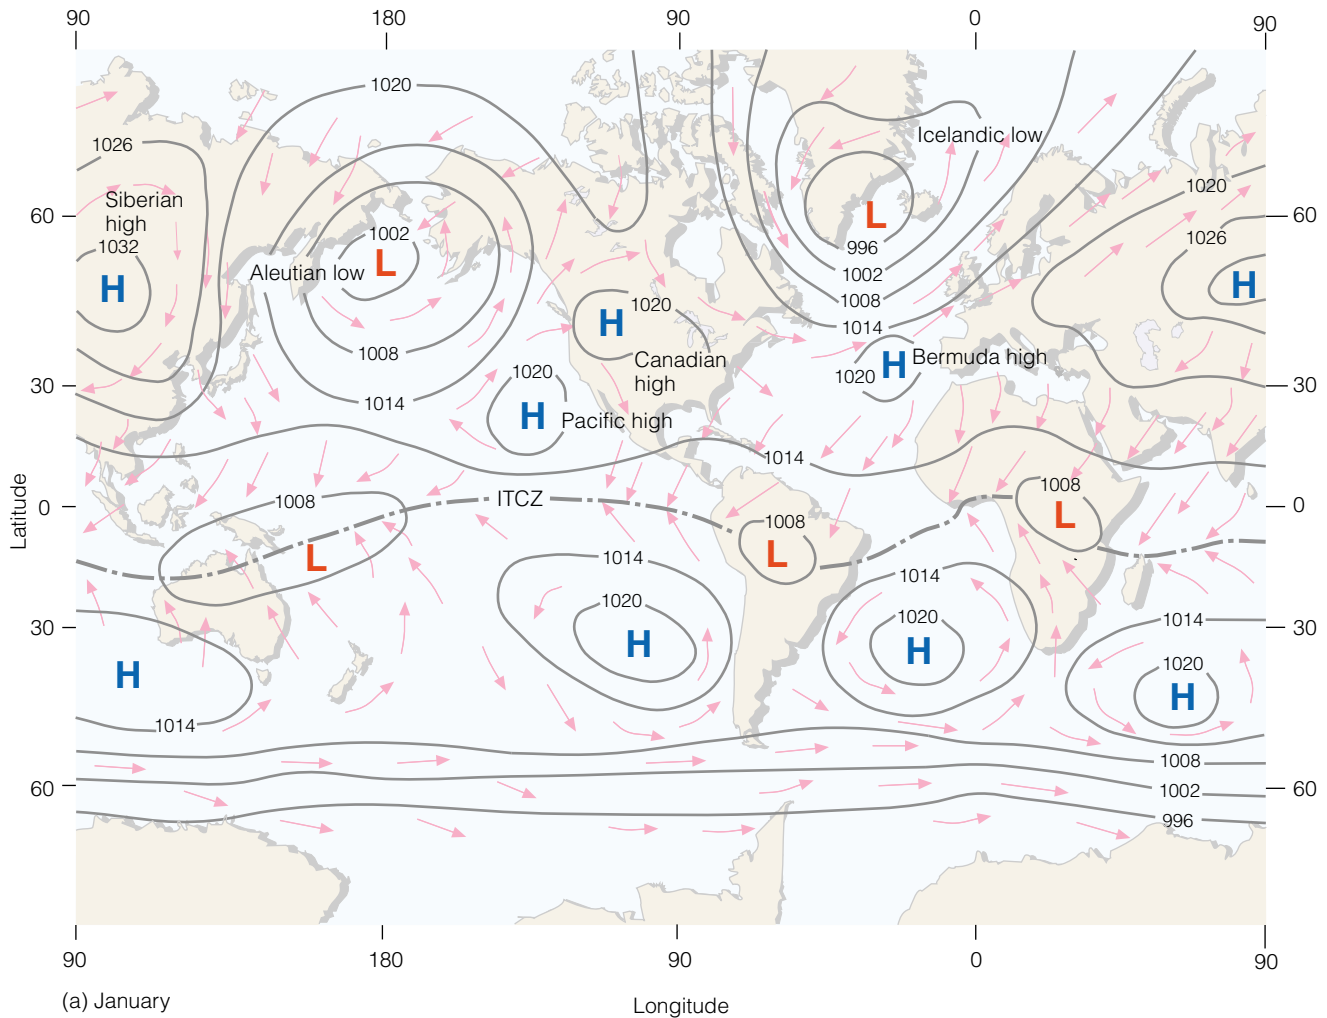 90 180 90 0 90
1020
Icelandic low
1026
1020
Siberian
high
60
60
1002
L
996
1026
1032
H
Aleutian low
L
1002
H
1008
1020
H
1014
1008
Canadian
high
Bermuda high
H
1020
1020
30
30
1014
H
Pacific high
1014
Latitude
0
1008
ITCZ
1008
L
0
1008
L
L
1014
1014
1020
1020
30
30
1014
H
H
1020
H
H
1014
1008
60
1002
60
996
90 180 90 0 90
(a) January
Longitude